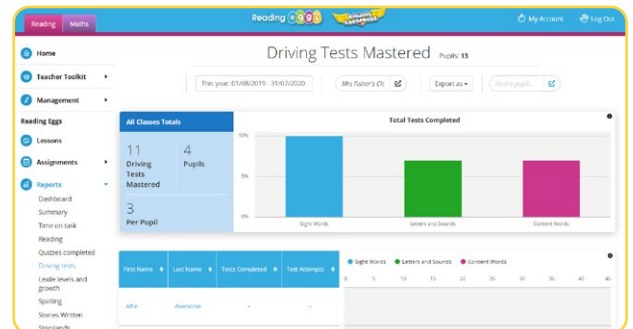 Reading
Maths
Reading eggs
My Account
Log Out
Home
Teacher Toolkit
Management
Reading Eggs
Lessons
Assignments
Reports
Dashboard
Summary
Time on task
Reading
Quizzes completed
Driving tests
Lexile levels and
growth
Spelling
Stories Written
Storylands
Driving Tests Mastered Pupils: 13
This year: 01/08/2019 - 31/07/2020
Mrs Fisher's Cl
Export as
Find a pupil...
All Classes Totals
11
Driving
Tests
Mastered
4
Pupils
3
Per Pupil
Total Tests Completed
10%
5%
0%
Sight Words
Letters and Sounds
Content Words
First Name
Last Name
Tests Completed
Test Attempts
Sight Words Letters and Sounds Content Words
0 5 10 15 20 25 30 35 40 45
Alfie Awesome - -